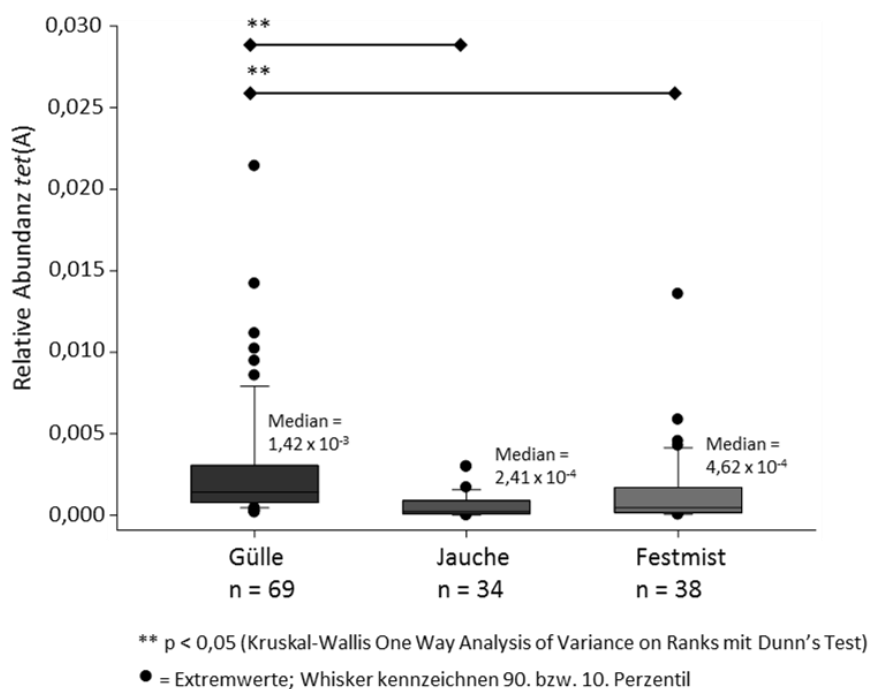 **
**
0,030
0,025
0,020
0,015
0,010
0,005
0,000
Relative Abundanz tet(A)
Median =
1,42 x 10⁻³
Median =
2,41 x 10⁻⁴
Median =
4,62 x 10⁻⁴
Gülle
n = 69
Jauche
n = 34
Festmist
n = 38
** p < 0,05 (Kruskal-Wallis One Way Analysis of Variance on Ranks mit Dunn's Test)
● = Extremwerte; Whisker kennzeichnen 90. bzw. 10. Perzentil